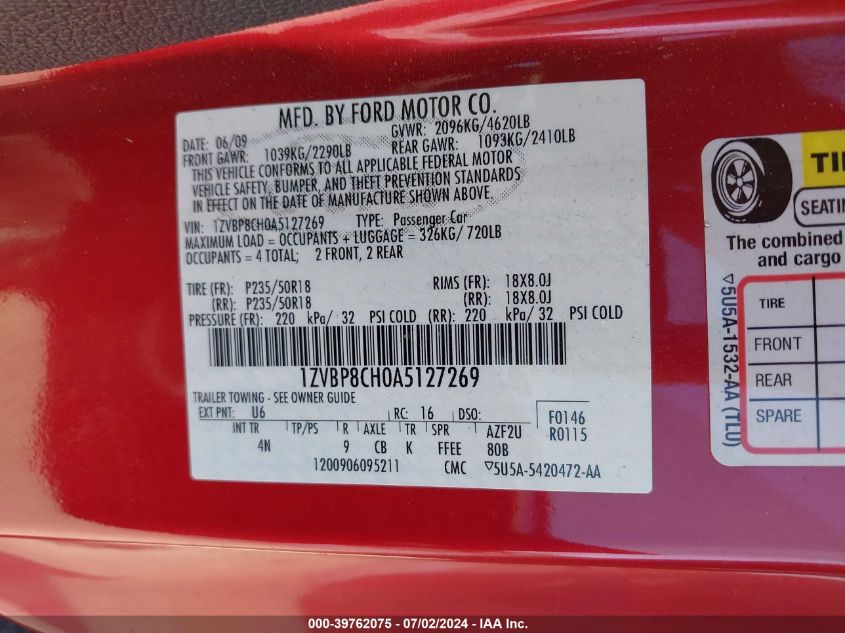 MFD. BY FORD MOTOR CO.
DATE: 06/09 GVWR: 2096KG/4620LB
FRONT GAWR: 1039KG/2290LB REAR GAWR: 1093KG/2410LB
THIS VEHICLE CONFORMS TO ALL APPLICABLE FEDERAL MOTOR
VEHICLE SAFETY, BUMPER, AND THEFT PREVENTION STANDARDS
IN EFFECT ON THE DATE OF MANUFACTURE SHOWN ABOVE.
VIN: 1ZVBP8CH0A5127269 TYPE: Passenger Car
MAXIMUM LOAD = OCCUPANTS + LUGGAGE = 326KG/ 720LB
OCCUPANTS = 4 TOTAL; 2 FRONT, 2 REAR
TIRE (FR): P235/50R18 RIMS (FR): 18X8.0J
(RR): P235/50R18 (RR): 18X8.0J
PRESSURE (FR): 220 kPa/ 32 PSI COLD (RR): 220 kPa/ 32 PSI COLD
1ZVBP8CH0A5127269
TRAILER TOWING - SEE OWNER GUIDE
EXT PNT: U6 RC: 16 DSO: F0146
INT TR TP/PS R AXLE TR SPR AZF2U R0115
4N 9 CB K FFEE 80B
1200906095211 CMC ▽5U5A-5420472-AA
TI
SEATIN
The combined
and cargo
TIRE
FRONT
REAR
SPARE
▽5U5A-1532-AA (TLU)
000-39762075 - 07/02/2024 - IAA Inc.